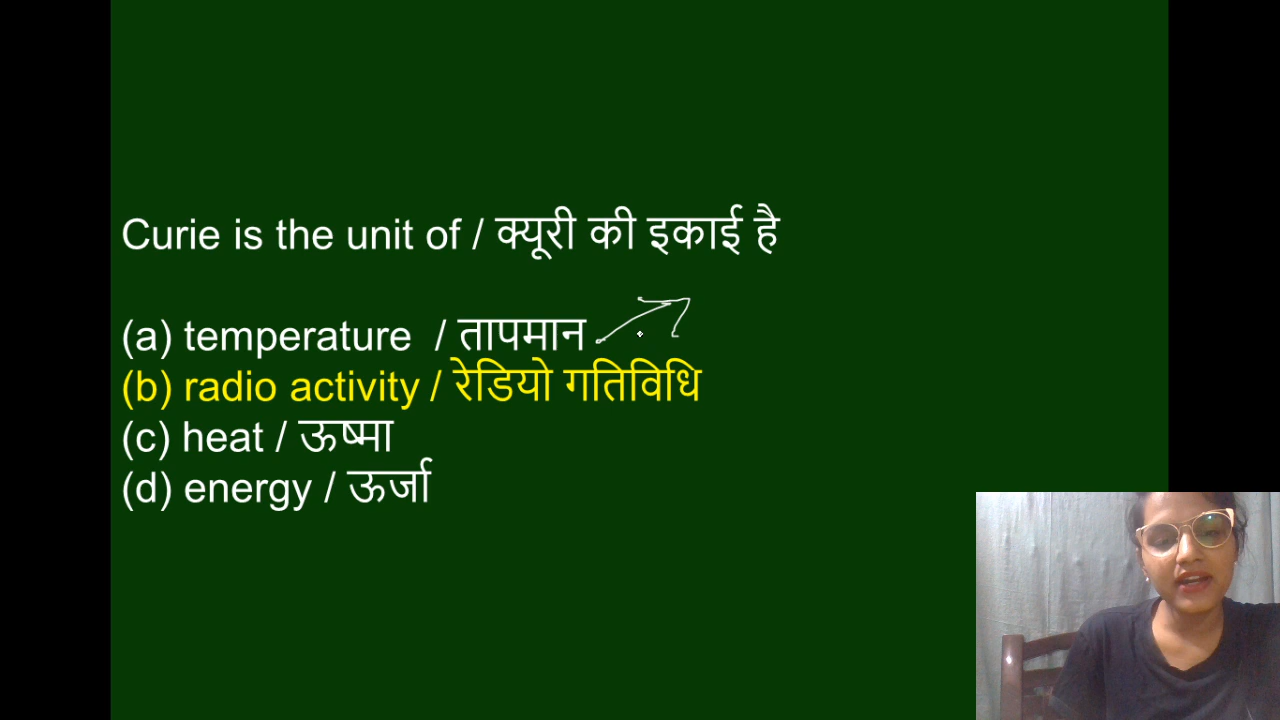 Curie is the unit of / क्यूरी की इकाई है
(a) temperature / तापमान
(b) radio activity / रेडियो गतिविधि
(c) heat / ऊष्मा
(d) energy / ऊर्जा